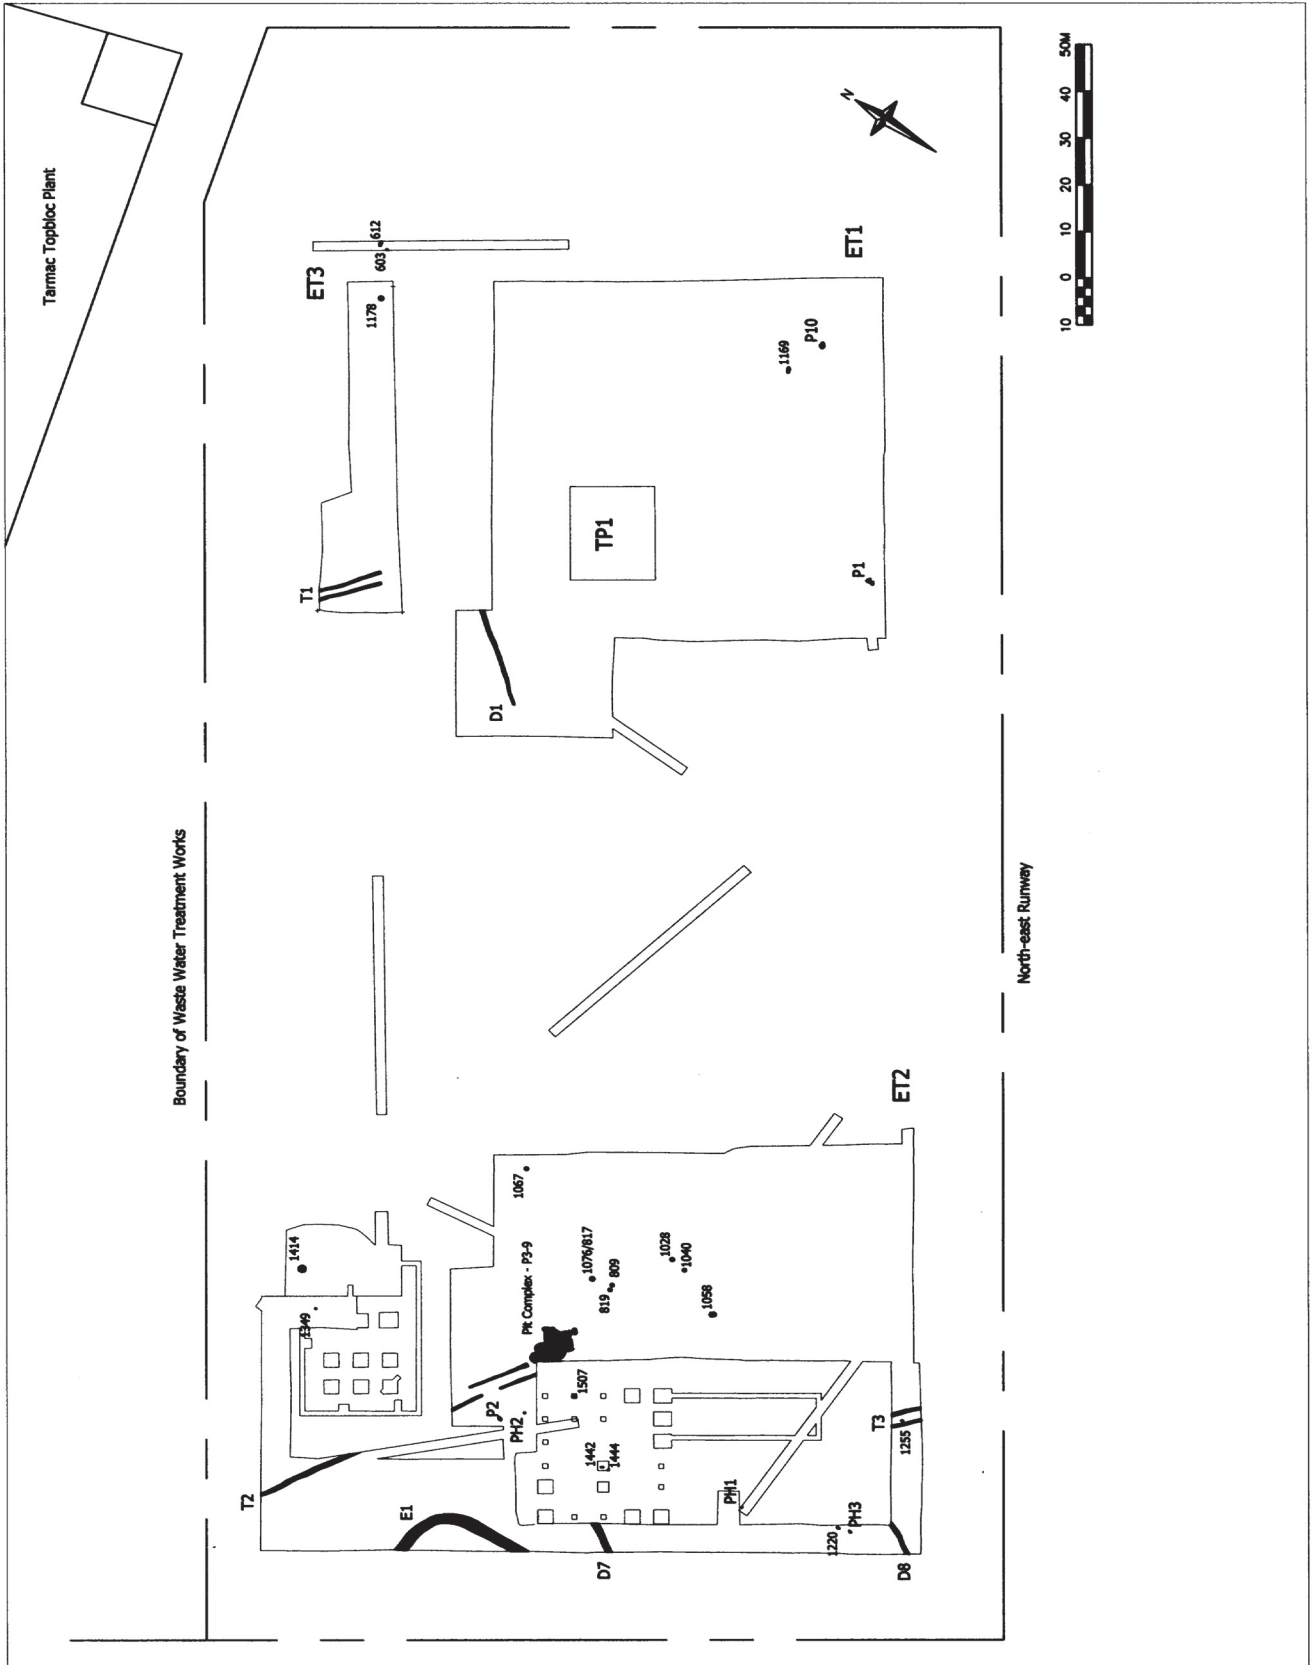 Tarmac Topbloc Plant
N
50M
40
30
20
10
0
10
612
603
ET3
1178
ET1
P10
1169
TP1
P1
T1
D1
Boundary of Waste Water Treatment Works
North-east Runway
ET2
1067
1414
1349
Pit Complex - P3-9
1076/817
809
819
1028
1040
1058
1507
P2
PH2
1442
1444
T3
1255
T2
E1
PH1
PH3
1220
D7
D8